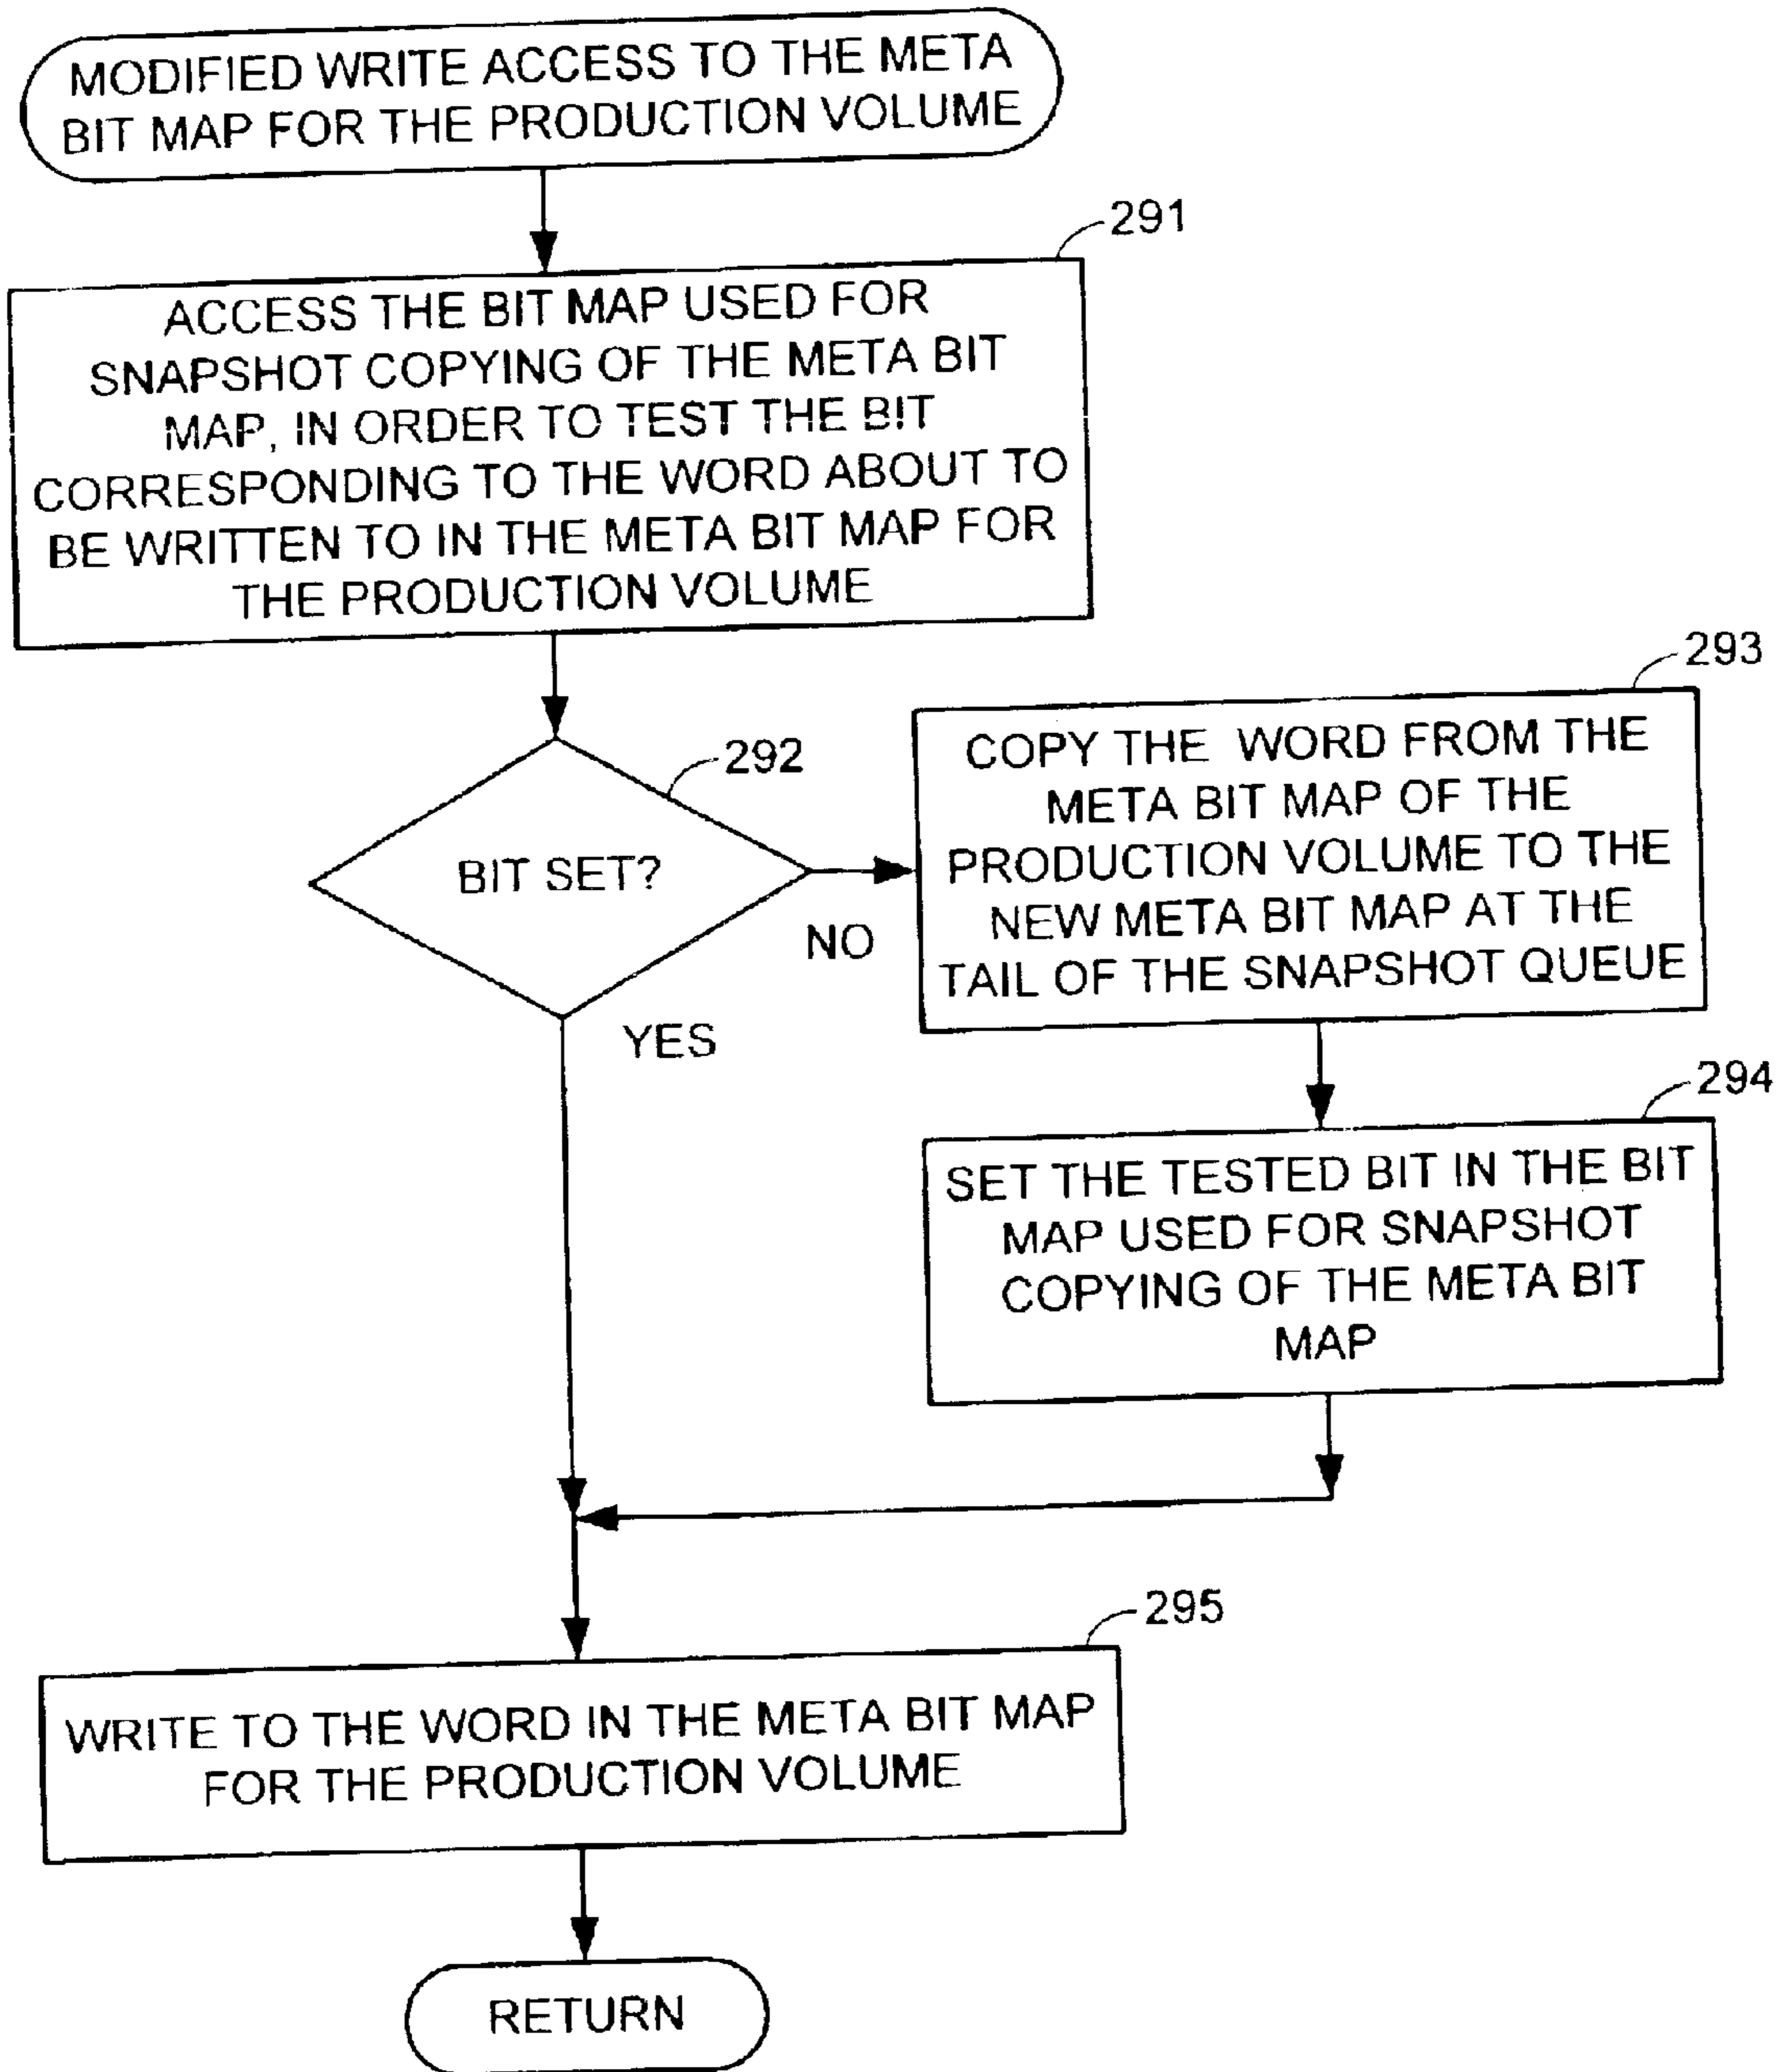 MODIFIED WRITE ACCESS TO THE META
BIT MAP FOR THE PRODUCTION VOLUME
291
ACCESS THE BIT MAP USED FOR
SNAPSHOT COPYING OF THE META BIT
MAP, IN ORDER TO TEST THE BIT
CORRESPONDING TO THE WORD ABOUT TO
BE WRITTEN TO IN THE META BIT MAP FOR
THE PRODUCTION VOLUME
292
BIT SET?
NO
YES
293
COPY THE WORD FROM THE
META BIT MAP OF THE
PRODUCTION VOLUME TO THE
NEW META BIT MAP AT THE
TAIL OF THE SNAPSHOT QUEUE
294
SET THE TESTED BIT IN THE BIT
MAP USED FOR SNAPSHOT
COPYING OF THE META BIT
MAP
295
WRITE TO THE WORD IN THE META BIT MAP
FOR THE PRODUCTION VOLUME
RETURN